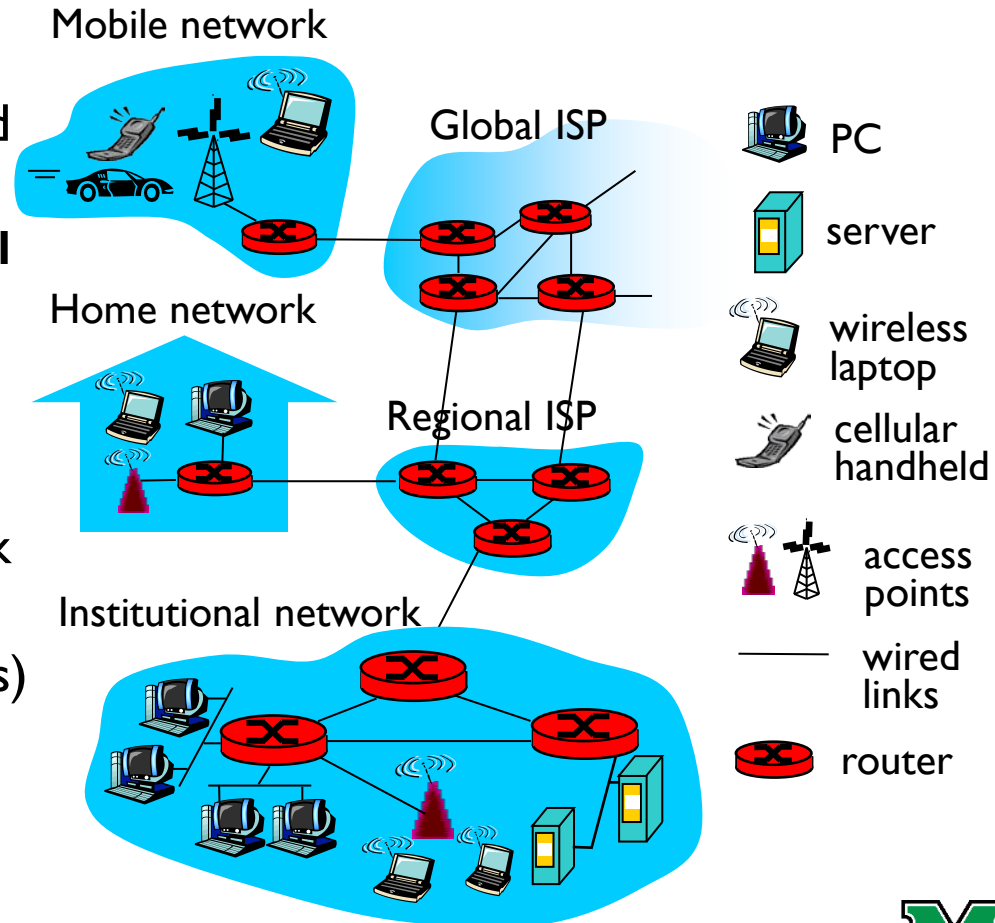 Mobile network
d
Global ISP
PC
l
server
Home network
wireless
laptop
Regional ISP
cellular
handheld
k
access
points
Institutional network
s)
wired
links
router